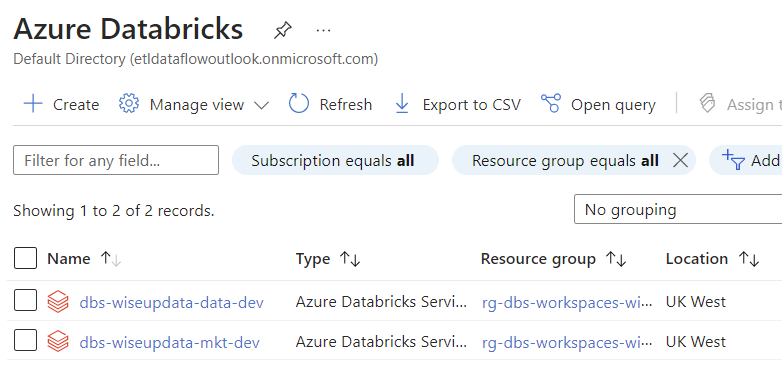 Azure Databricks ...
Default Directory (etldataflowoutlook.onmicrosoft.com)
Create Manage view Refresh Export to CSV Open query Assign t
Filter for any field... Subscription equals all Resource group equals all Add
Showing 1 to 2 of 2 records. No grouping
Name Type Resource group Location
dbs-wiseupdata-data-dev Azure Databricks Servi... rg-dbs-workspaces-wi... UK West
dbs-wiseupdata-mkt-dev Azure Databricks Servi... rg-dbs-workspaces-wi... UK West